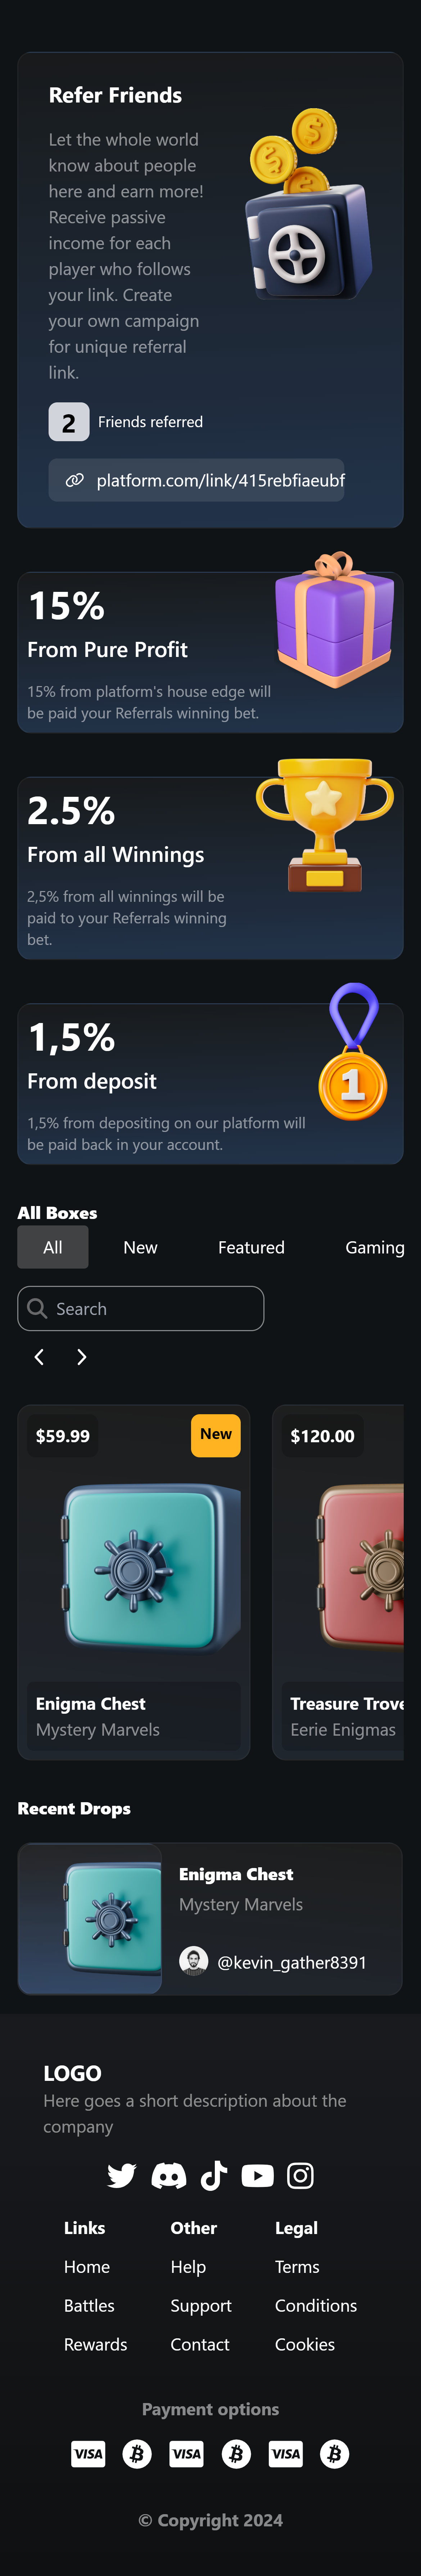 Refer Friends
Let the whole world
know about people
here and earn more!
Receive passive
income for each
player who follows
your link. Create
your own campaign
for unique referral
link.
2 Friends referred
platform.com/link/415rebfiaeubf
15%
From Pure Profit
15% from platform's house edge will
be paid your Referrals winning bet.
2.5%
From all Winnings
2,5% from all winnings will be
paid to your Referrals winning
bet.
1,5%
From deposit
1
1,5% from depositing on our platform will
be paid back in your account.
All Boxes
All New Featured Gaming
Search
$59.99 New $120.00
Enigma Chest Treasure Trove
Mystery Marvels Eerie Enigmas
Recent Drops
Enigma Chest
Mystery Marvels
@kevin_gather8391
LOGO
Here goes a short description about the
company
Links Other Legal
Home Help Terms
Battles Support Conditions
Rewards Contact Cookies
Payment options
VISA VISA VISA
© Copyright 2024